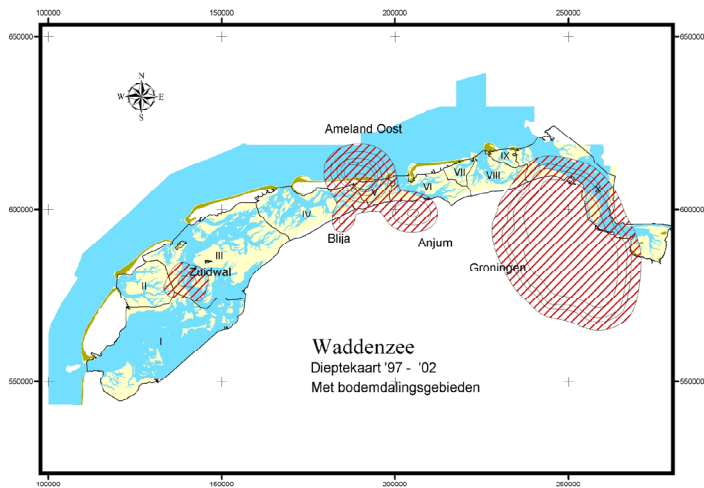 100000 150000 200000 250000
650000 650000
N
W E
S
Ameland Oost
IX
VII
VIII
VI
V
X
600000 600000
IV
Blija
Anjum
III
Zuidwal
Groningen
II
I
Waddenzee
Dieptekaart '97 - '02
Met bodemdalingsgebieden
550000 550000
100000 150000 200000 250000